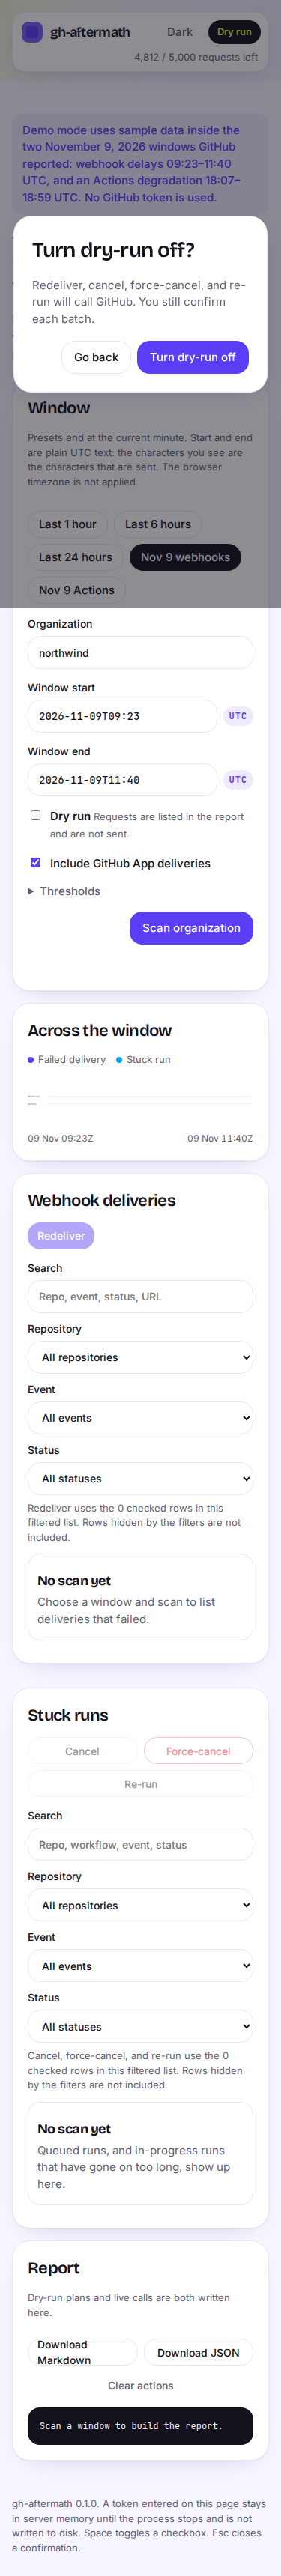 gh-aftermath
Dark
Dry run
4,812 / 5,000 requests left
Demo mode uses sample data inside the
two November 9, 2026 windows GitHub
reported: webhook delays 09:23–11:40
UTC, and an Actions degradation 18:07–
18:59 UTC. No GitHub token is used.
Turn dry-run off?
Redeliver, cancel, force-cancel, and re-
run will call GitHub. You still confirm
each batch.
Go back
Turn dry-run off
Window
Presets end at the current minute. Start and end
are plain UTC text: the characters you see are
the characters that are sent. The browser
timezone is not applied.
Last 1 hour
Last 6 hours
Last 24 hours
Nov 9 webhooks
Nov 9 Actions
Organization
northwind
Window start
2026-11-09T09:23
UTC
Window end
2026-11-09T11:40
UTC
Dry run Requests are listed in the report
and are not sent.
Include GitHub App deliveries
Thresholds
Scan organization
Across the window
Failed delivery
Stuck run
09 Nov 09:23Z
09 Nov 11:40Z
Webhook deliveries
Redeliver
Search
Repo, event, status, URL
Repository
All repositories
Event
All events
Status
All statuses
Redeliver uses the 0 checked rows in this
filtered list. Rows hidden by the filters are not
included.
No scan yet
Choose a window and scan to list
deliveries that failed.
Stuck runs
Cancel
Force-cancel
Re-run
Search
Repo, workflow, event, status
Repository
All repositories
Event
All events
Status
All statuses
Cancel, force-cancel, and re-run use the 0
checked rows in this filtered list. Rows hidden
by the filters are not included.
No scan yet
Queued runs, and in-progress runs
that have gone on too long, show up
here.
Report
Dry-run plans and live calls are both written
here.
Download
Markdown
Download JSON
Clear actions
Scan a window to build the report.
gh-aftermath 0.1.0. A token entered on this page stays
in server memory until the process stops and is not
written to disk. Space toggles a checkbox. Esc closes
a confirmation.